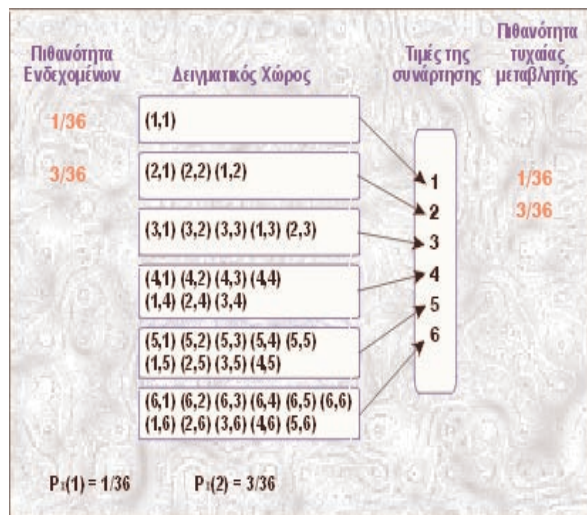 Πιθανότητα
Ενδεχομένων
Δειγματικός Χώρος
Τιμές της
συνάρτησης
Πιθανότητα
τυχαίας
μεταβλητής
1/36
(1,1)
3/36
(2,1) (2,2) (1,2)
(3,1) (3,2) (3,3) (1,3) (2,3)
(4,1) (4,2) (4,3) (4,4)
(1,4) (2,4) (3,4)
(5,1) (5,2) (5,3) (5,4) (5,5)
(1,5) (2,5) (3,5) (4,5)
(6,1) (6,2) (6,3) (6,4) (6,5) (6,6)
(1,6) (2,6) (3,6) (4,6) (5,6)
1
2
3
4
5
6
1/36
3/36
Px(1) = 1/36
Px(2) = 3/36